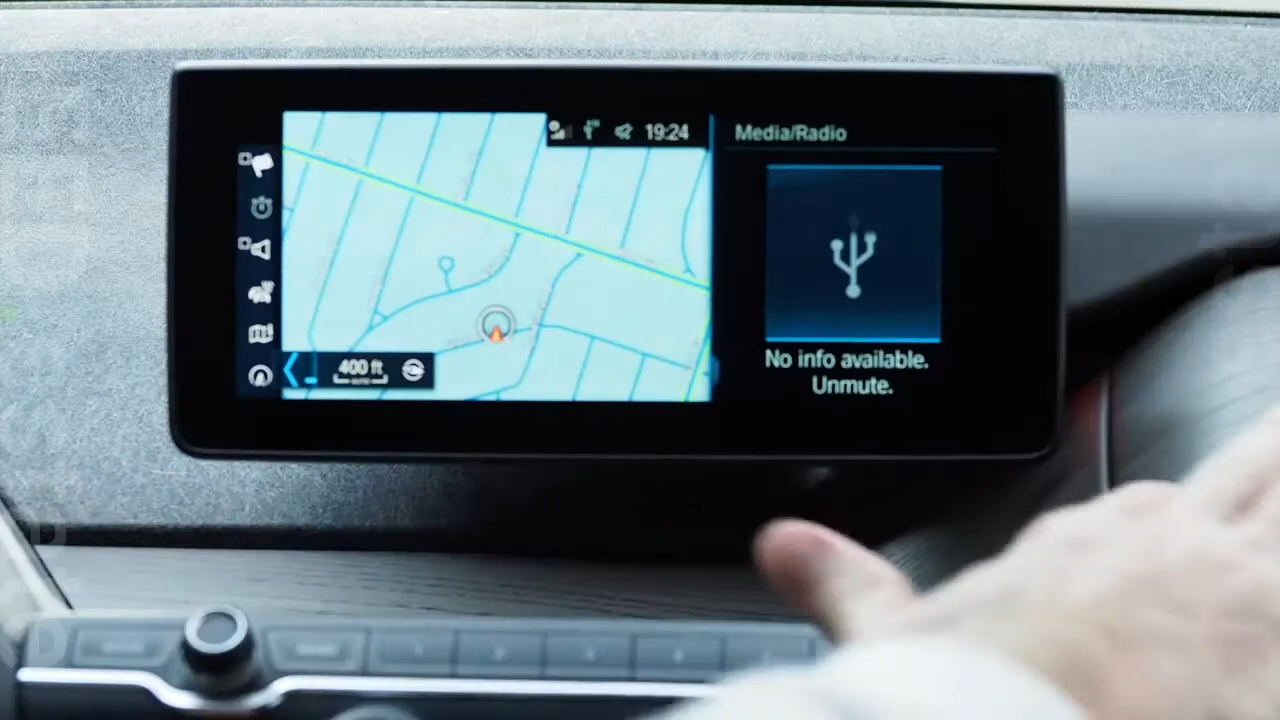 19:24
Media/Radio
400 ft
No info available.
Unmute.